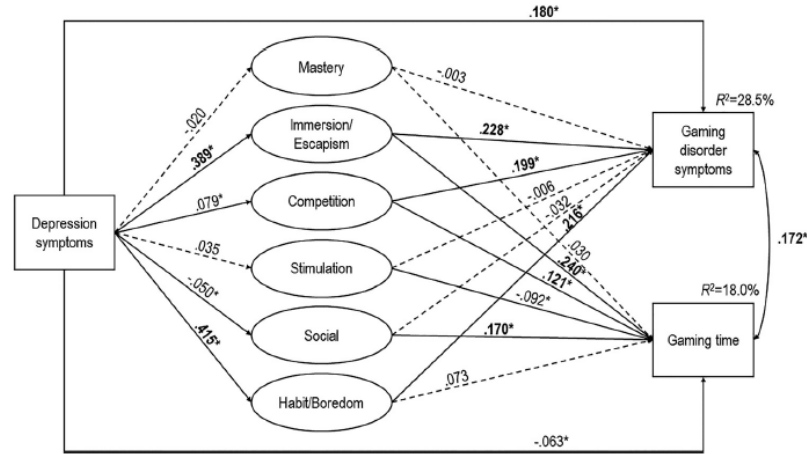 .180*
Mastery
-.003
R²=28.5%
-.020
Immersion/
Escapism
.228*
Gaming
disorder
symptoms
.389*
.199*
Depression
symptoms
.079*
Competition
-.006
.032
.216*
.172*
.035
Stimulation
.030
.240*
.121*
R²=18.0%
-.050*
-.092*
Social
.170*
Gaming time
.415*
Habit/Boredom
.073
-.063*